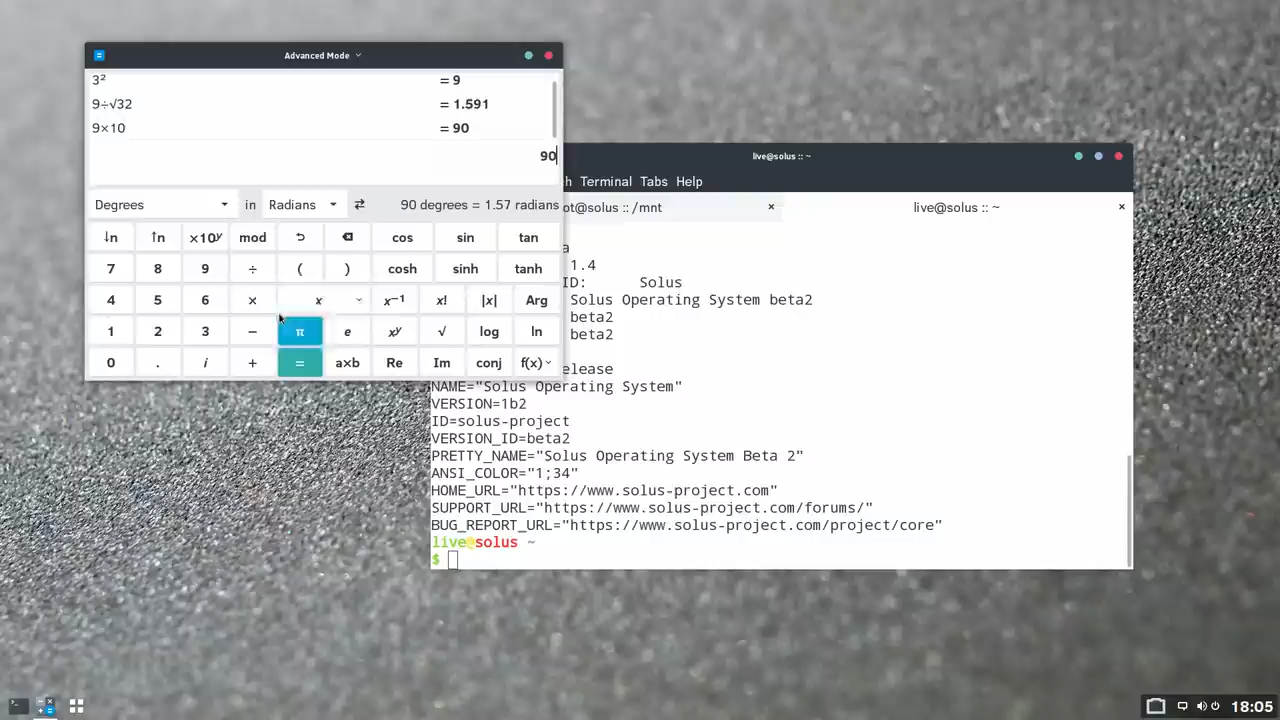 Advanced Mode
3² = 9
9÷√32 = 1.591
9×10 = 90
90
Degrees in Radians ⇄ 90 degrees = 1.57 radians
↓n ↑n ×10ʸ mod cos sin tan
7 8 9 ÷ ( ) cosh sinh tanh
4 5 6 × x x⁻¹ x! |x| Arg
1 2 3 − π e xʸ √ log ln
0 . i + = a×b Re Im conj f(x)
live@solus :: ~
Terminal Tabs Help
@solus :: /mnt × live@solus :: ~ ×
1.4
ID: Solus
Solus Operating System beta2
beta2
beta2
elease
NAME="Solus Operating System"
VERSION=1b2
ID=solus-project
VERSION_ID=beta2
PRETTY_NAME="Solus Operating System Beta 2"
ANSI_COLOR="1;34"
HOME_URL="https://www.solus-project.com"
SUPPORT_URL="https://www.solus-project.com/forums/"
BUG_REPORT_URL="https://www.solus-project.com/project/core"
live@solus ~
$
18:05